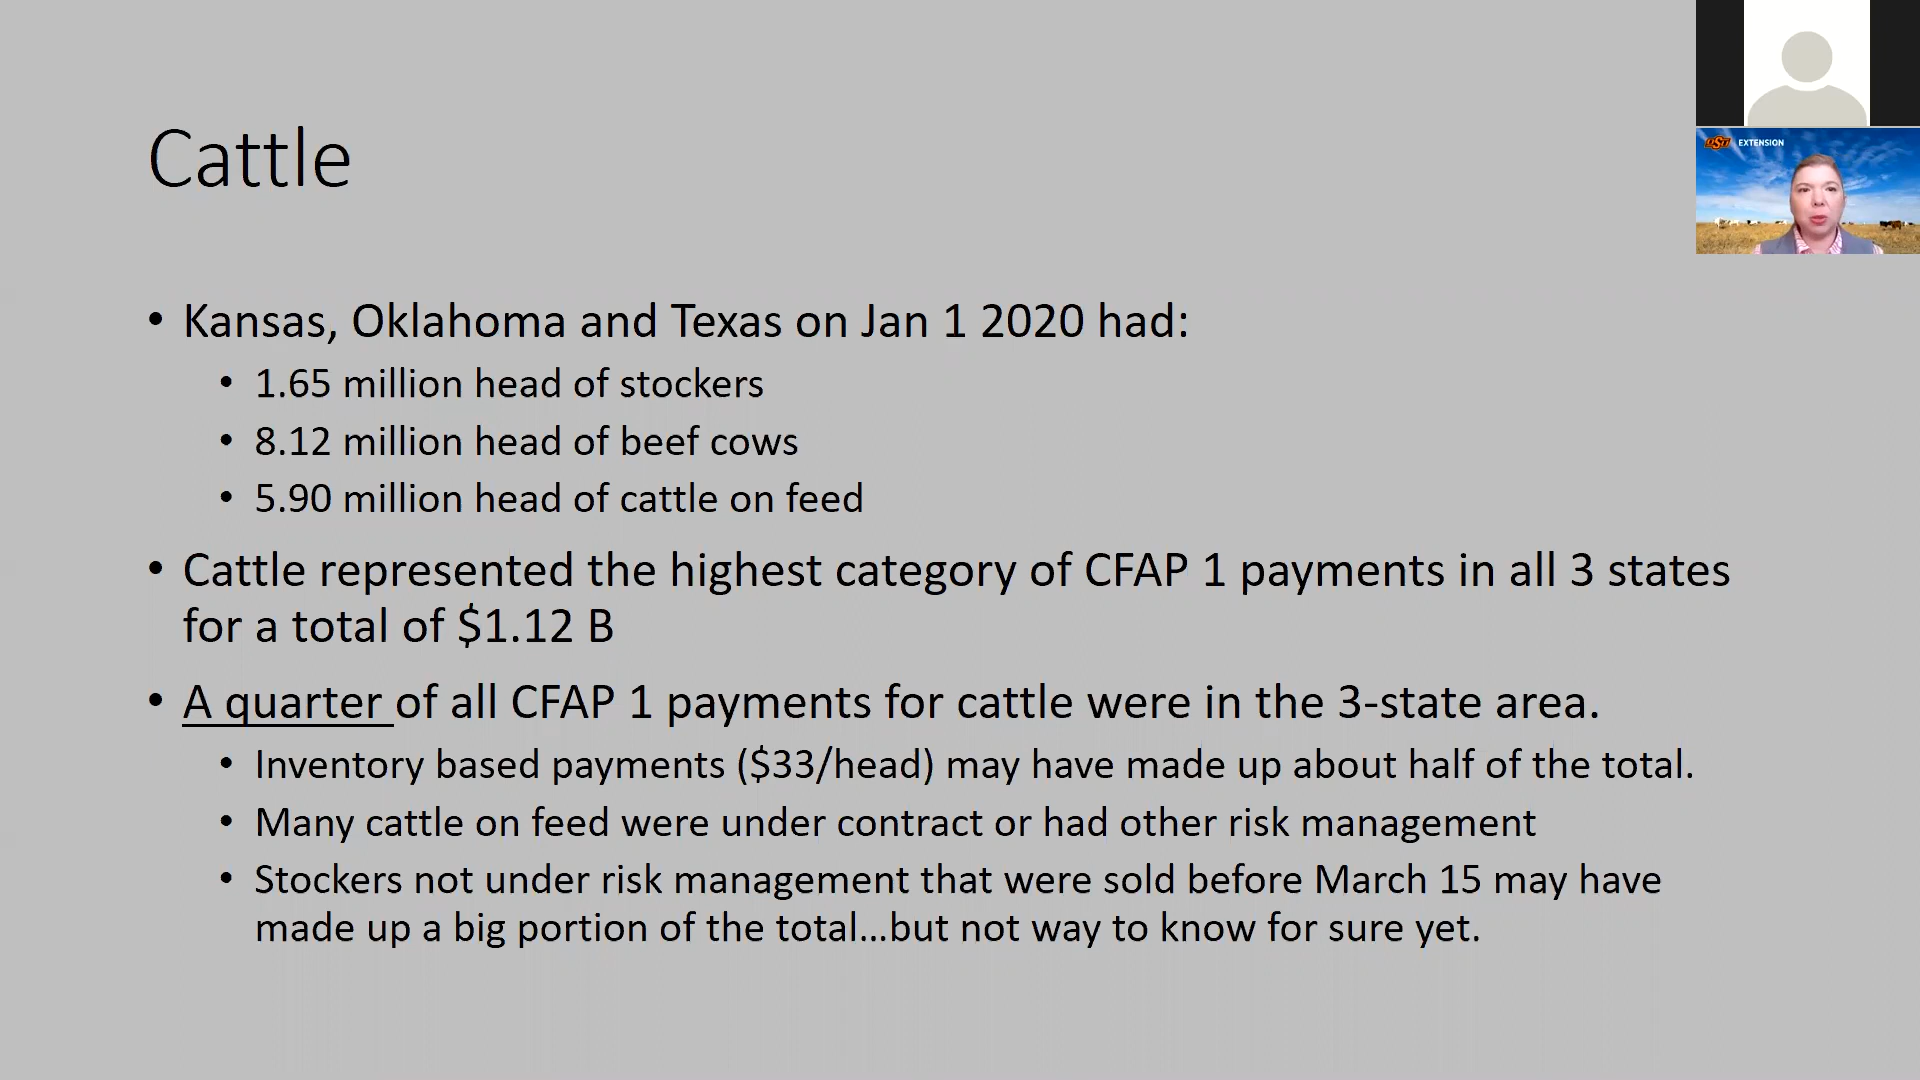 OSU EXTENSION
Cattle
• Kansas, Oklahoma and Texas on Jan 1 2020 had:
• 1.65 million head of stockers
• 8.12 million head of beef cows
• 5.90 million head of cattle on feed
• Cattle represented the highest category of CFAP 1 payments in all 3 states
for a total of $1.12 B
• A quarter of all CFAP 1 payments for cattle were in the 3-state area.
• Inventory based payments ($33/head) may have made up about half of the total.
• Many cattle on feed were under contract or had other risk management
• Stockers not under risk management that were sold before March 15 may have
made up a big portion of the total…but not way to know for sure yet.